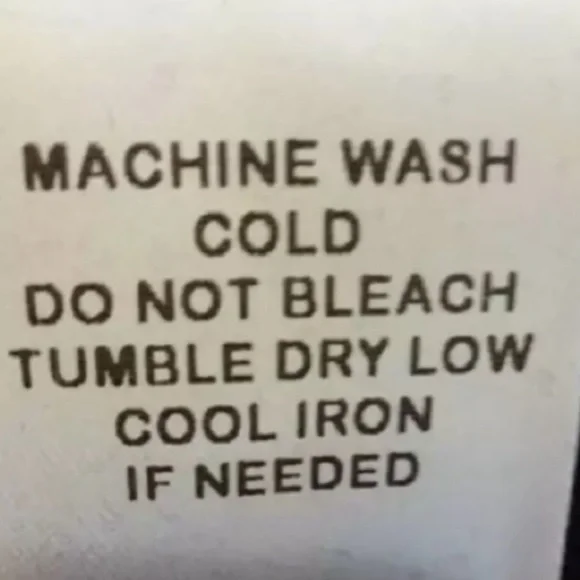 MACHINE WASH
COLD
DO NOT BLEACH
TUMBLE DRY LOW
COOL IRON
IF NEEDED